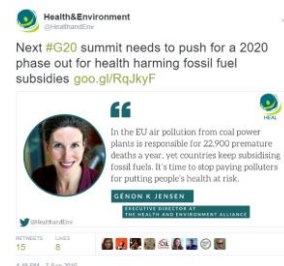 Health&Environment
@HealthandEnv
Next #G20 summit needs to push for a 2020
phase out for health harming fossil fuel
subsidies goo.gl/RqJkyF
HEAL
In the EU air pollution from coal power
plants is responsible for 22,900 premature
deaths a year, yet countries keep subsidising
fossil fuels. It's time to stop paying polluters
for putting people's health at risk.
GÉNON K JENSEN
EXECUTIVE DIRECTOR AT
THE HEALTH AND ENVIRONMENT ALLIANCE
@HealthandEnv
RETWEETS
15
LIKES
8